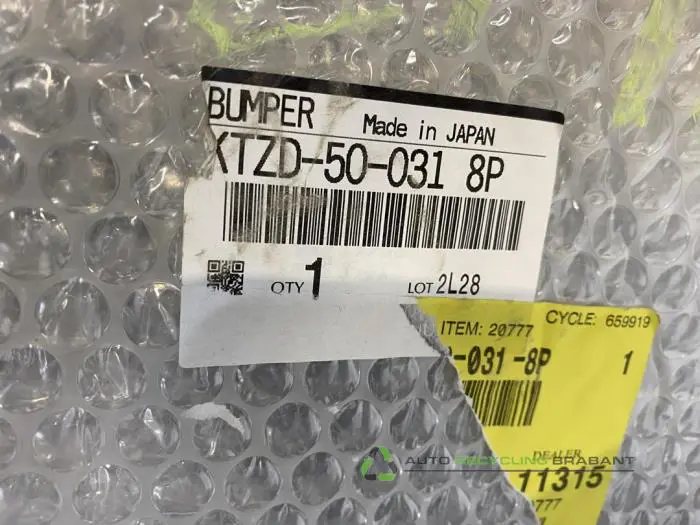 BUMPER Made in JAPAN
KTZD-50-031 8P
QTY 1 LOT 2L28
ITEM: 20777 CYCLE: 659919
-031-8P 1
DEALER
AUTO RECYCLING BRABANT
11315